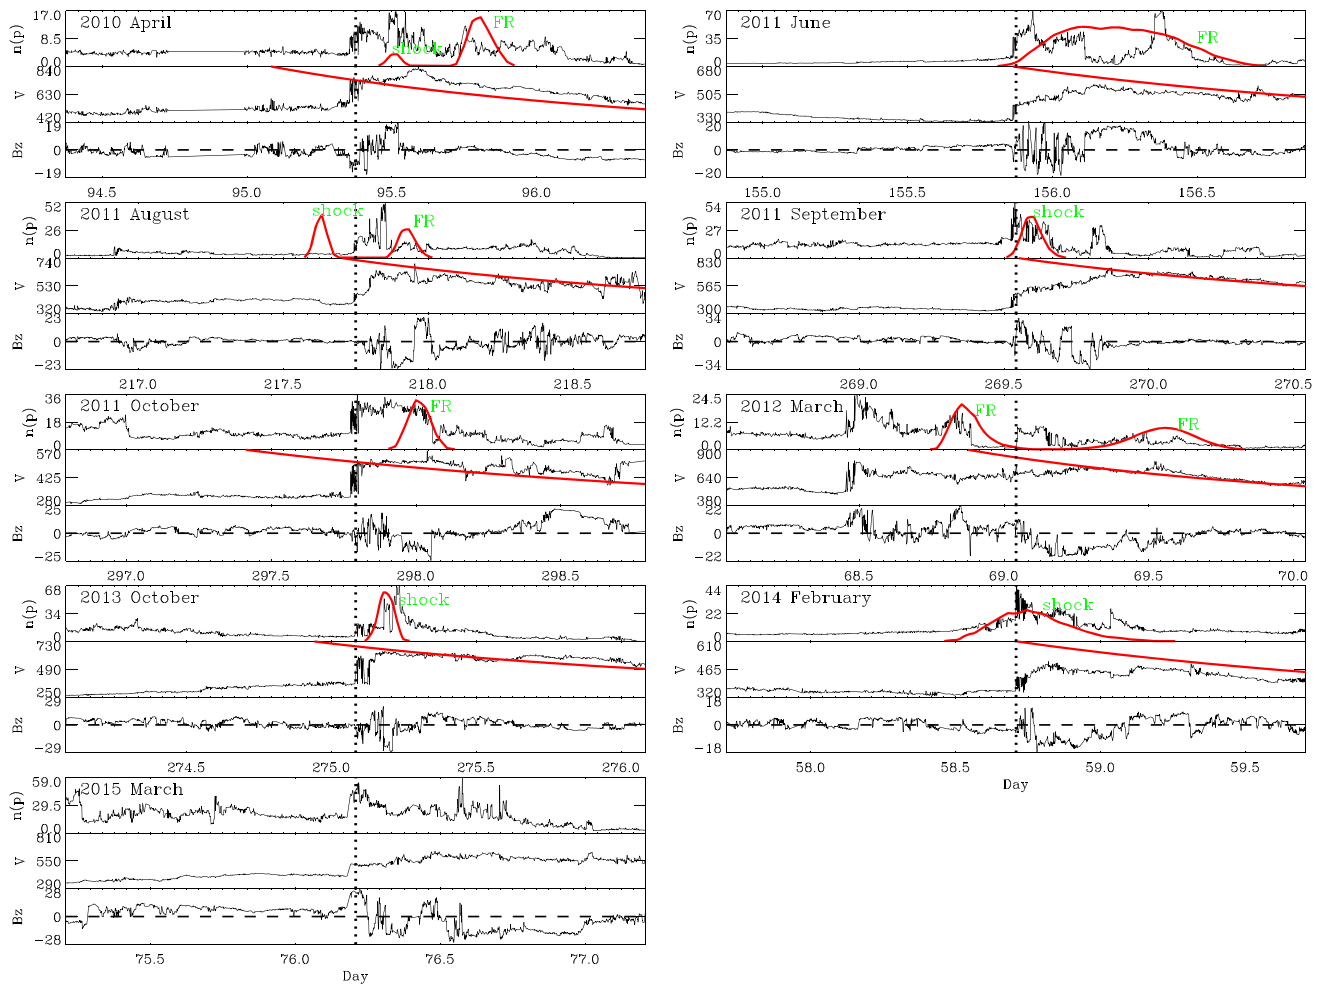 2010 April
17.0
8.5
0.0
n(p)
shock
FR
840
630
420
V
19
0
−19
Bz
94.5 95.0 95.5 96.0
2011 June
70
35
0
n(p)
FR
680
505
330
V
20
0
−20
Bz
155.0 155.5 156.0 156.5
2011 August
52
26
0
n(p)
shock
FR
740
530
320
V
23
0
−23
Bz
217.0 217.5 218.0 218.5
2011 September
54
27
0
n(p)
shock
830
565
300
V
34
0
−34
Bz
269.0 269.5 270.0 270.5
2011 October
36
18
0
n(p)
FR
570
425
280
V
25
0
−25
Bz
297.0 297.5 298.0 298.5
2012 March
24.5
12.2
0.0
n(p)
FR
FR
900
640
380
V
22
0
−22
Bz
68.5 69.0 69.5 70.0
2013 October
68
34
0
n(p)
shock
730
490
250
V
29
0
−29
Bz
274.5 275.0 275.5 276.0
2014 February
44
22
0
n(p)
shock
610
465
320
V
18
0
−18
Bz
58.0 58.5 59.0 59.5
Day
2015 March
59.0
29.5
0.0
n(p)
810
550
290
V
28
0
−28
Bz
75.5 76.0 76.5 77.0
Day